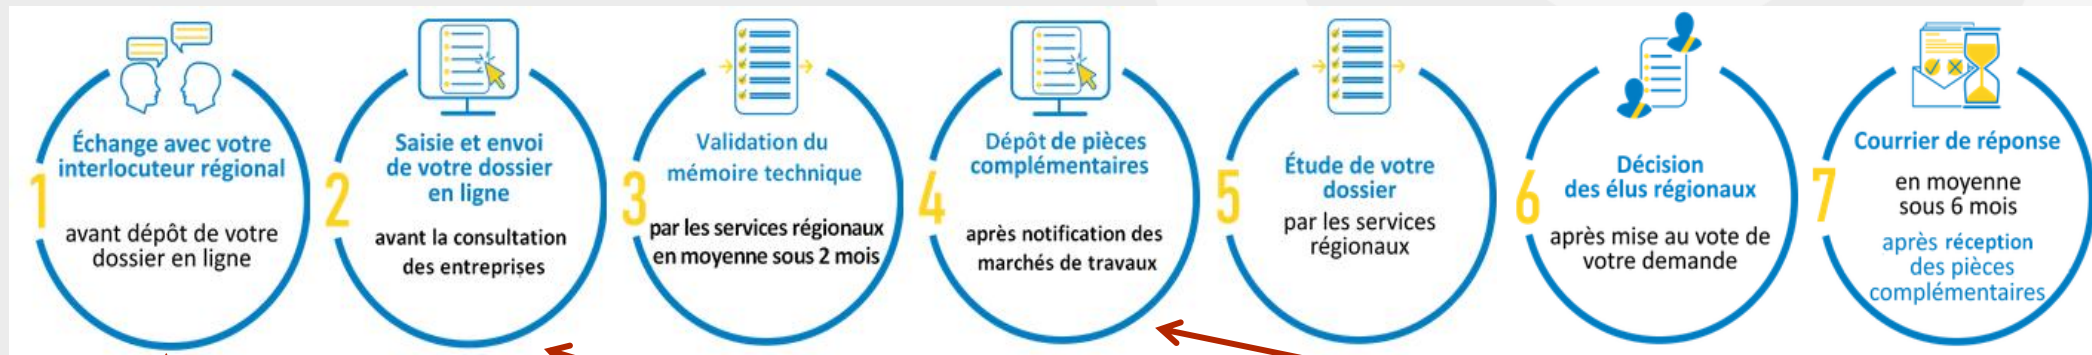 1
Échange avec votre
interlocuteur régional
avant dépôt de votre
dossier en ligne
2
Saisie et envoi
de votre dossier
en ligne
avant la consultation
des entreprises
3
Validation du
mémoire technique
par les services régionaux
en moyenne sous 2 mois
4
Dépôt de pièces
complémentaires
après notification des
marchés de travaux
5
Étude de votre
dossier
par les services
régionaux
6
Décision
des élus régionaux
après mise au vote de
votre demande
7
Courrier de réponse
en moyenne
sous 6 mois
après réception
des pièces
complémentaires